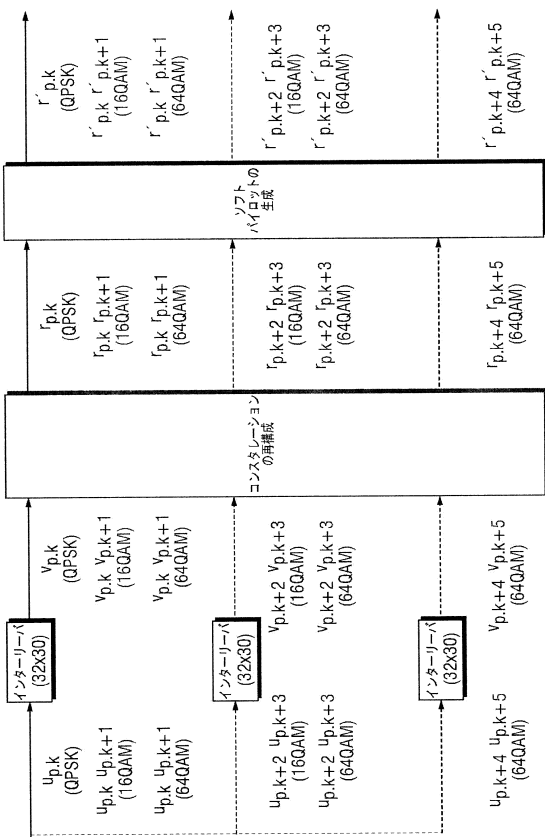 u p.k
(QPSK)
u p.k u p.k+1
(16QAM)
u p.k u p.k+1
(64QAM)
インターリーバ
(32x30)
v p.k
(QPSK)
v p.k v p.k+1
(16QAM)
v p.k v p.k+1
(64QAM)
u p.k+2 u p.k+3
(16QAM)
u p.k+2 u p.k+3
(64QAM)
インターリーバ
(32x30)
v p.k+2 v p.k+3
(16QAM)
v p.k+2 v p.k+3
(64QAM)
u p.k+4 u p.k+5
(64QAM)
インターリーバ
(32x30)
v p.k+4 v p.k+5
(64QAM)
コンスタレーション
の再構成
r p.k
(QPSK)
r p.k r p.k+1
(16QAM)
r p.k r p.k+1
(64QAM)
r p.k+2 r p.k+3
(16QAM)
r p.k+2 r p.k+3
(64QAM)
r p.k+4 r p.k+5
(64QAM)
ソフト
パイロットの
生成
r´p.k
(QPSK)
r´p.k r´p.k+1
(16QAM)
r´p.k r´p.k+1
(64QAM)
r´p.k+2 r´p.k+3
(16QAM)
r´p.k+2 r´p.k+3
(64QAM)
r´p.k+4 r´p.k+5
(64QAM)